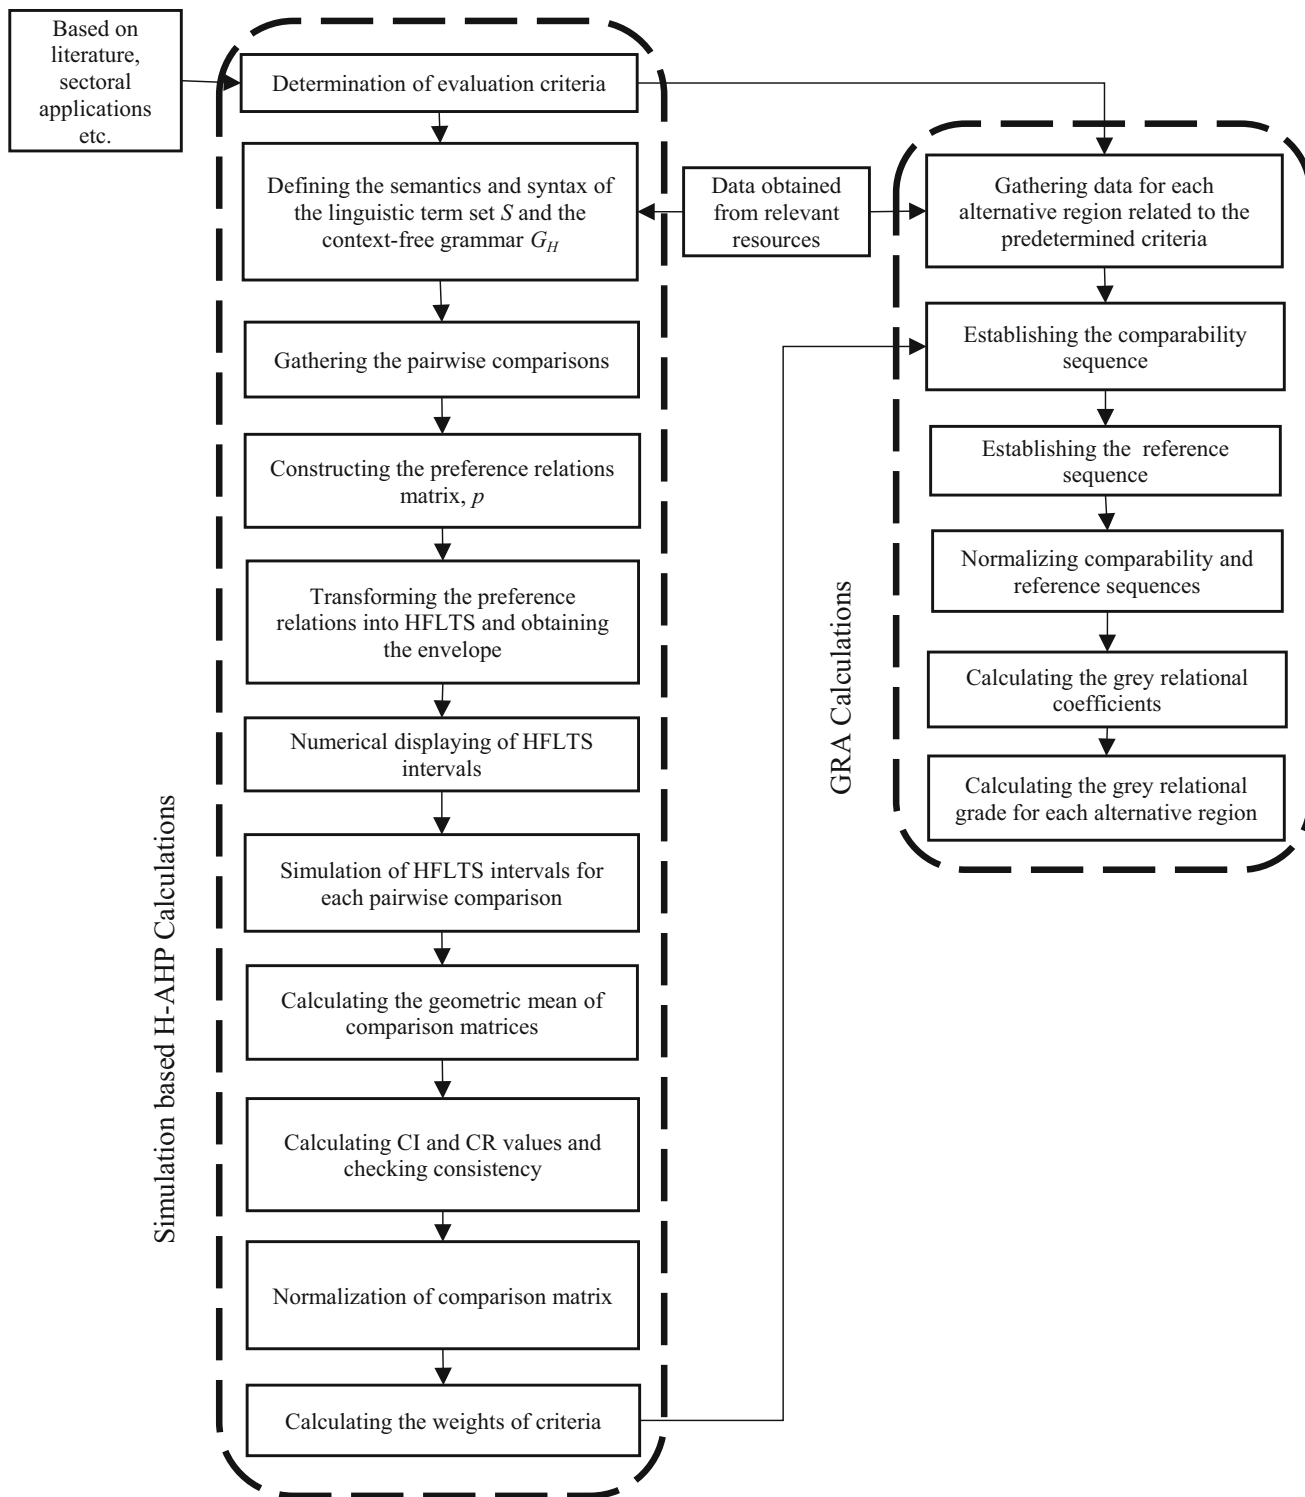 Based on
literature,
sectoral
applications
etc.
Determination of evaluation criteria
Defining the semantics and syntax of
the linguistic term set S and the
context-free grammar G_H
Gathering the pairwise comparisons
Constructing the preference relations
matrix, p
Transforming the preference
relations into HFLTS and obtaining
the envelope
Numerical displaying of HFLTS
intervals
Simulation of HFLTS intervals for
each pairwise comparison
Calculating the geometric mean of
comparison matrices
Calculating CI and CR values and
checking consistency
Normalization of comparison matrix
Calculating the weights of criteria
Simulation based H-AHP Calculations
Data obtained
from relevant
resources
Gathering data for each
alternative region related to the
predetermined criteria
Establishing the comparability
sequence
Establishing the reference
sequence
Normalizing comparability and
reference sequences
Calculating the grey relational
coefficients
Calculating the grey relational
grade for each alternative region
GRA Calculations